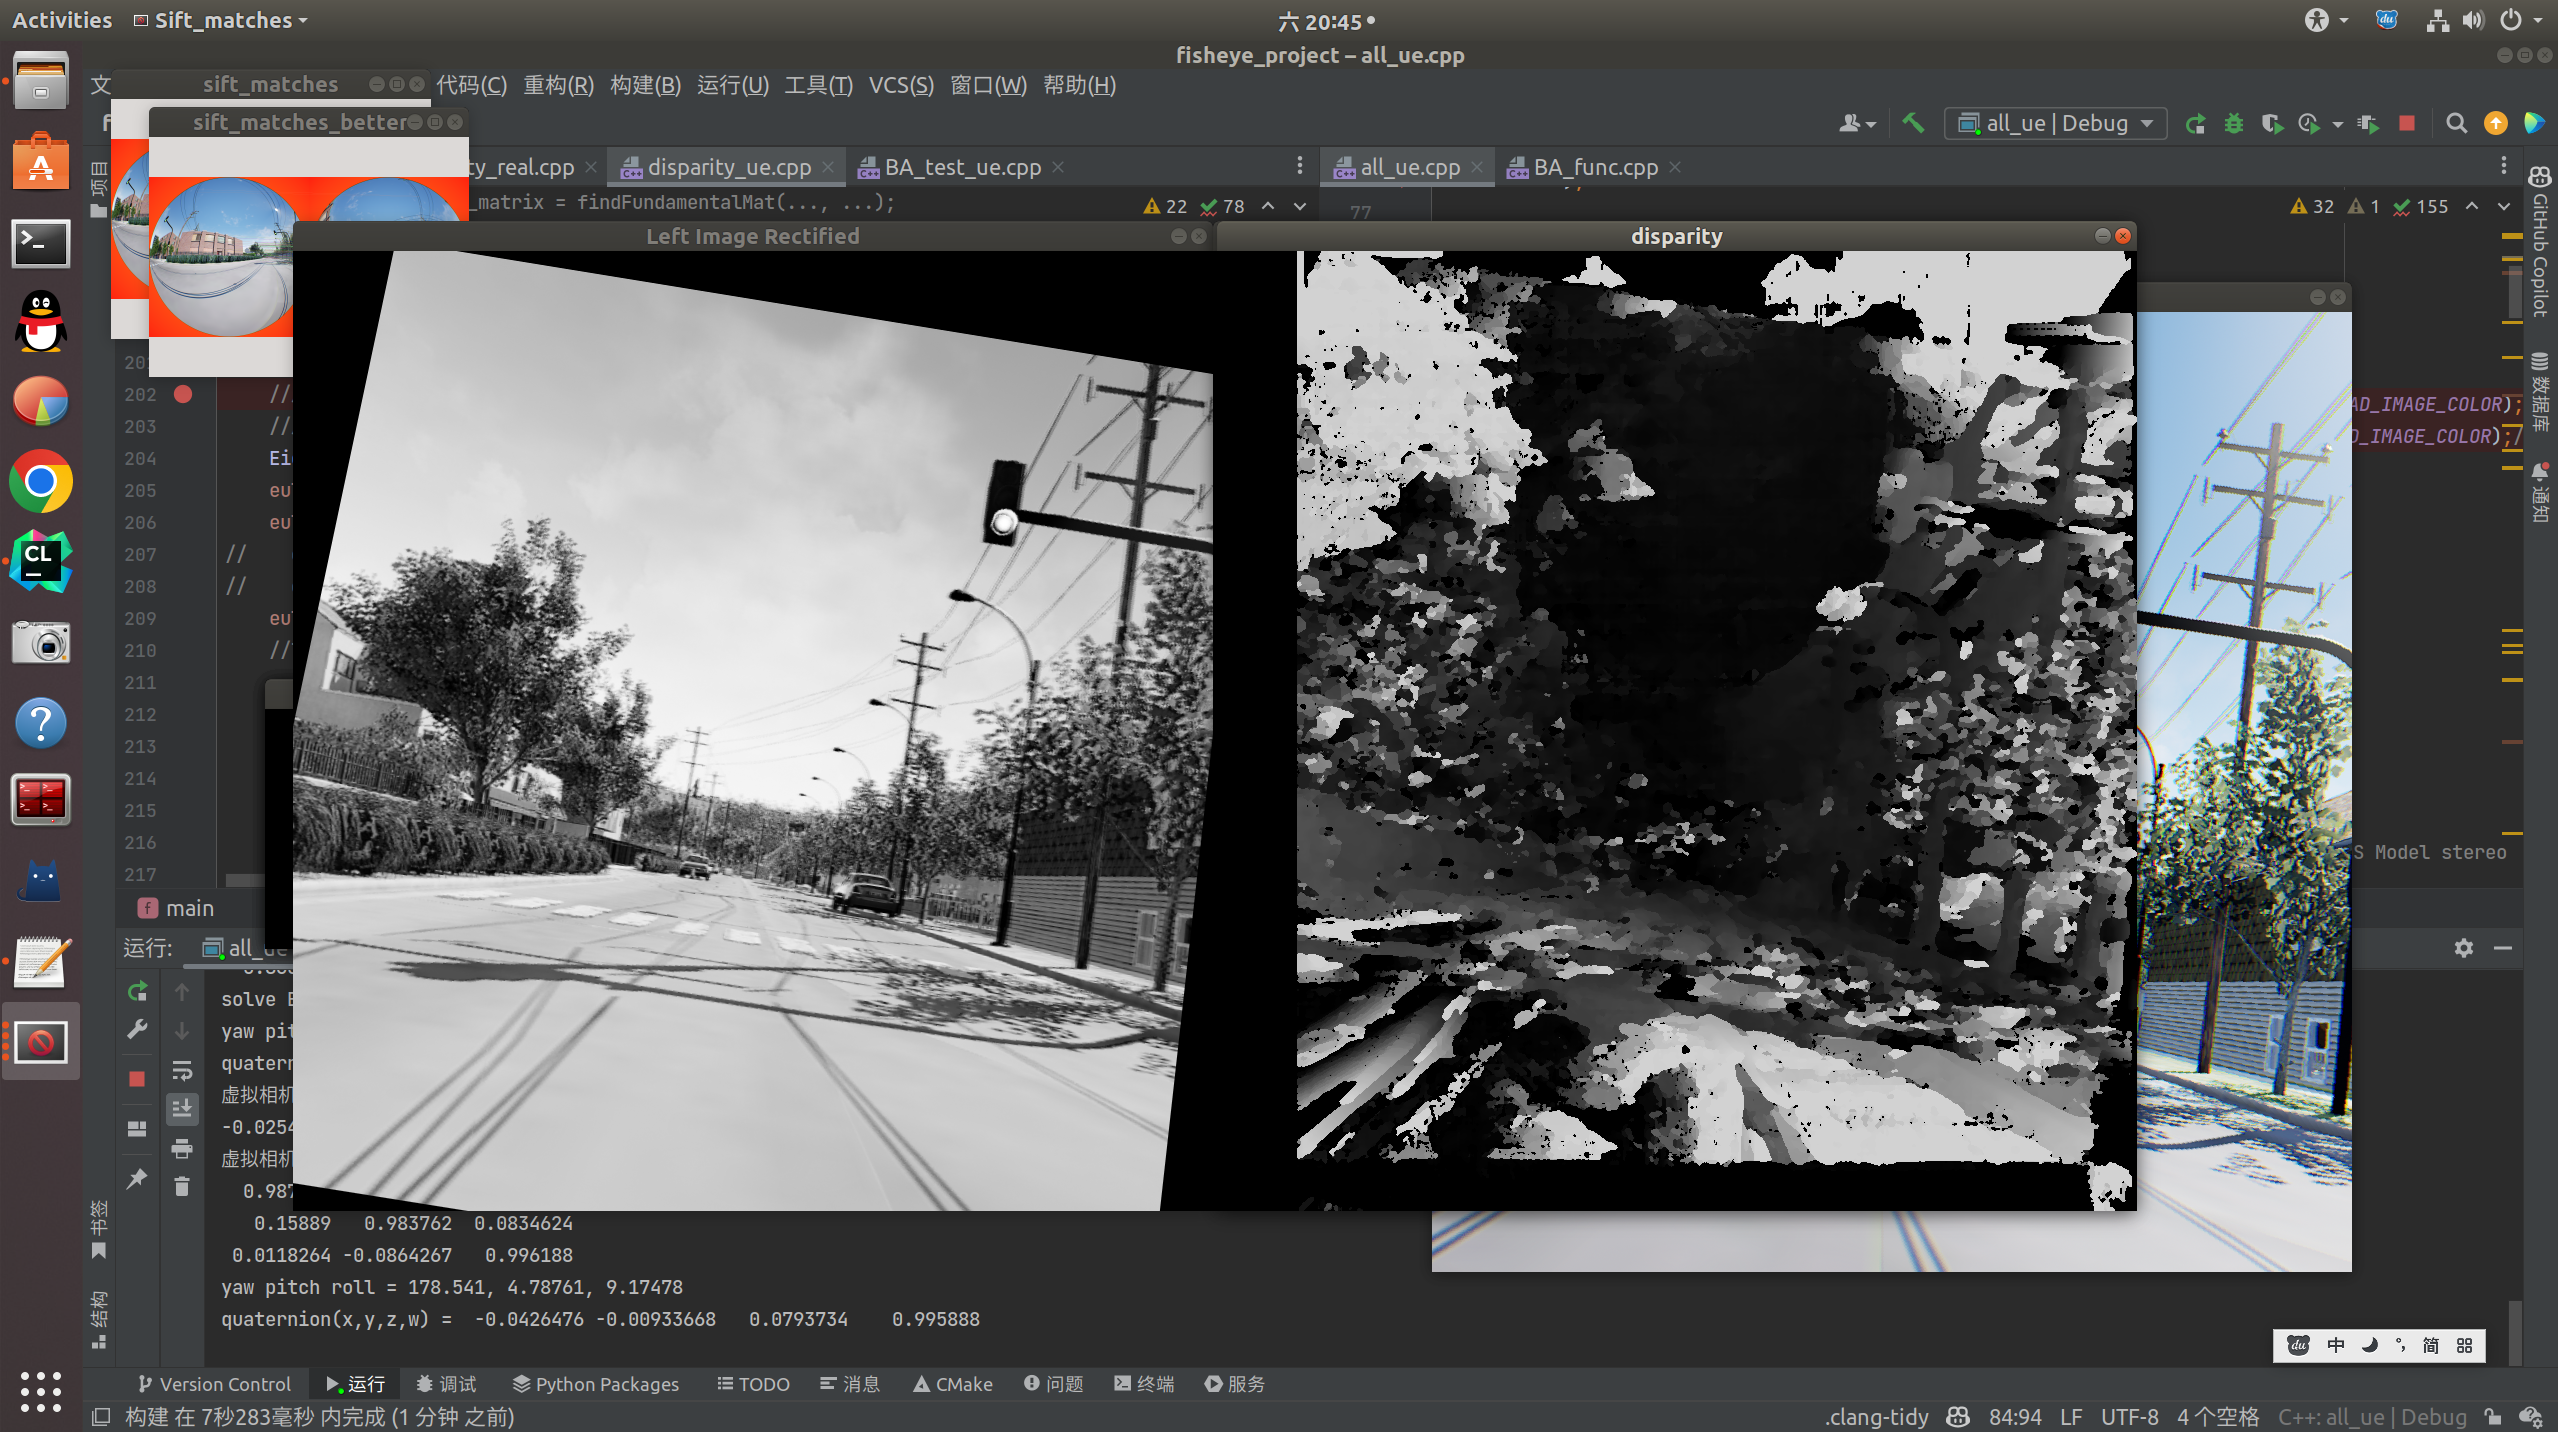 Activities
Sift_matches
六 20:45
fisheye_project – all_ue.cpp
文
sift_matches
代码(C) 重构(R) 构建(B) 运行(U) 工具(T) VCS(S) 窗口(W) 帮助(H)
sift_matches_better
all_ue | Debug
项目
ty_real.cpp
disparity_ue.cpp
BA_test_ue.cpp
all_ue.cpp
BA_func.cpp
_matrix = findFundamentalMat(..., ...);
22 78
77
32 1 155
Left Image Rectified
disparity
GitHub Copilot
数据库
通知
202 //
203 //
204 Eig
205 eu
206 eu
207 //
208 //
209 eu
210 //
211
212
213
214
215
216
217
AD_IMAGE_COLOR);
D_IMAGE_COLOR);/
S Model stereo
main
运行:
all_ue
solve E
yaw pit
quatern
虚拟相机
-0.0254
虚拟相机
0.987
0.15889 0.983762 0.0834624
0.0118264 -0.0864267 0.996188
yaw pitch roll = 178.541, 4.78761, 9.17478
quaternion(x,y,z,w) = -0.0426476 -0.00933668 0.0793734 0.995888
书签
结构
du 中 简
Version Control 运行 调试 Python Packages TODO 消息 CMake 问题 终端 服务
构建 在 7秒283毫秒 内完成 (1 分钟 之前)
.clang-tidy 84:94 LF UTF-8 4 个空格 C++: all_ue | Debug